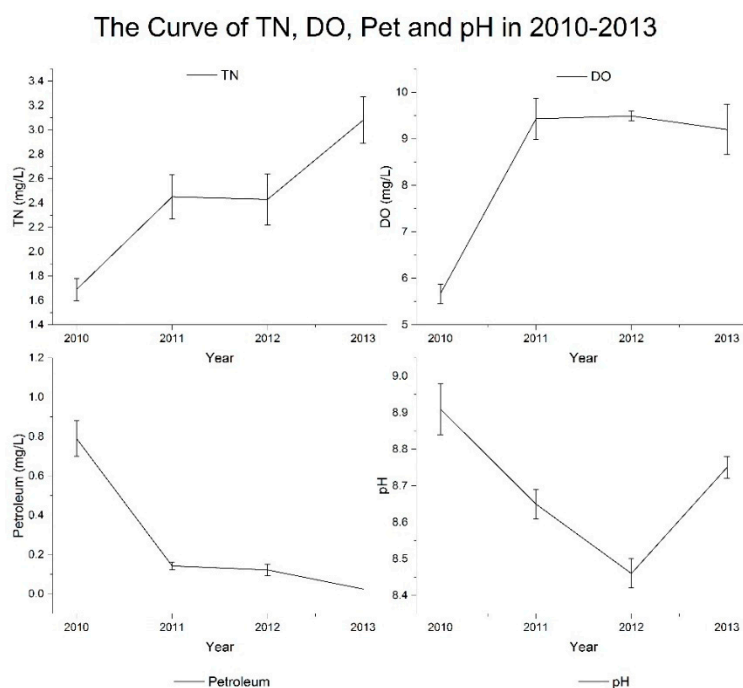 The Curve of TN, DO, Pet and pH in 2010-2013
TN
3.4
3.2
3.0
2.8
2.6
2.4
2.2
2.0
1.8
1.6
1.4
TN (mg/L)
2010 2011 2012 2013
Year
DO
10
9
8
7
6
5
DO (mg/L)
2010 2011 2012 2013
Year
1.2
1.0
0.8
0.6
0.4
0.2
0.0
Petroleum (mg/L)
2010 2011 2012 2013
Year
Petroleum
9.0
8.9
8.8
8.7
8.6
8.5
8.4
pH
2010 2011 2012 2013
Year
pH